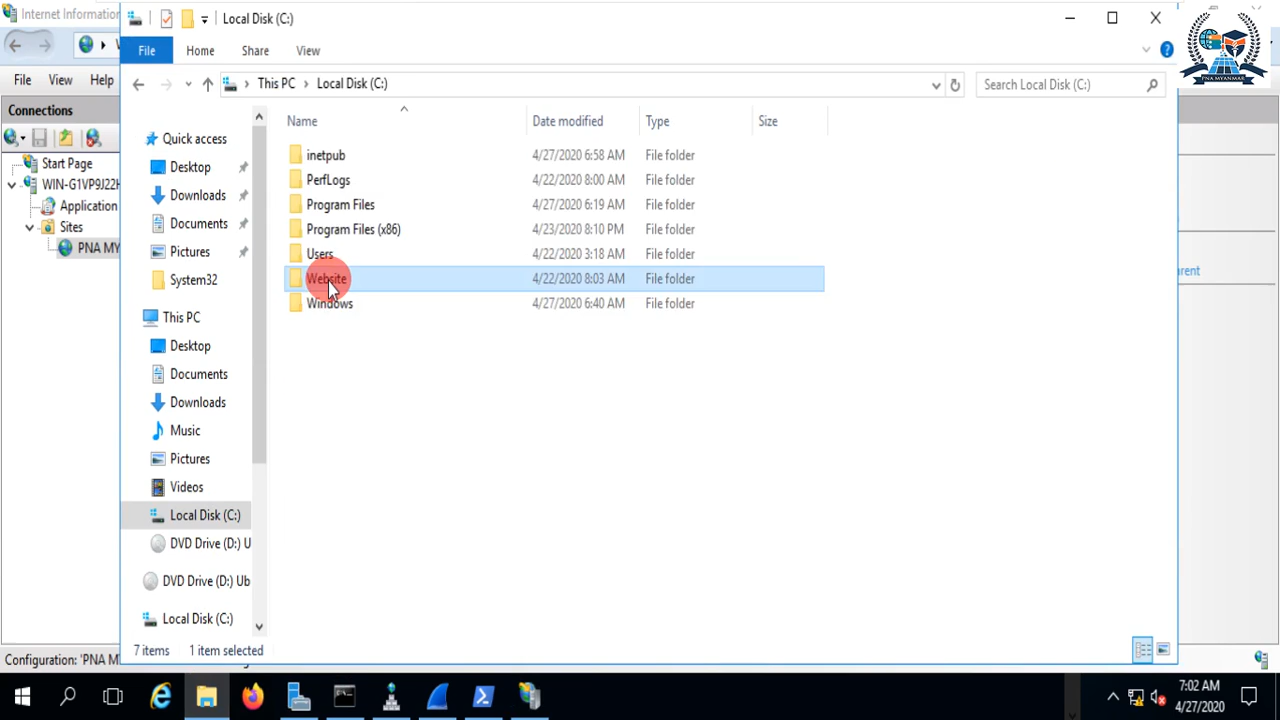 Internet Information
Local Disk (C:)
File
Home
Share
View
This PC
Local Disk (C:)
Search Local Disk (C:)
PNA MYANMAR
File
View
Help
Connections
Start Page
WIN-G1VP9J22H
Application
Sites
PNA MY
Quick access
Desktop
Downloads
Documents
Pictures
System32
This PC
Desktop
Documents
Downloads
Music
Pictures
Videos
Local Disk (C:)
DVD Drive (D:) U
DVD Drive (D:) Ub
Local Disk (C:)
Name Date modified Type Size
inetpub 4/27/2020 6:58 AM File folder
PerfLogs 4/22/2020 8:00 AM File folder
Program Files 4/27/2020 6:19 AM File folder
Program Files (x86) 4/23/2020 8:10 PM File folder
Users 4/22/2020 3:18 AM File folder
Website 4/22/2020 8:03 AM File folder
Windows 4/27/2020 6:40 AM File folder
7 items 1 item selected
Configuration: 'PNA M
7:02 AM
4/27/2020